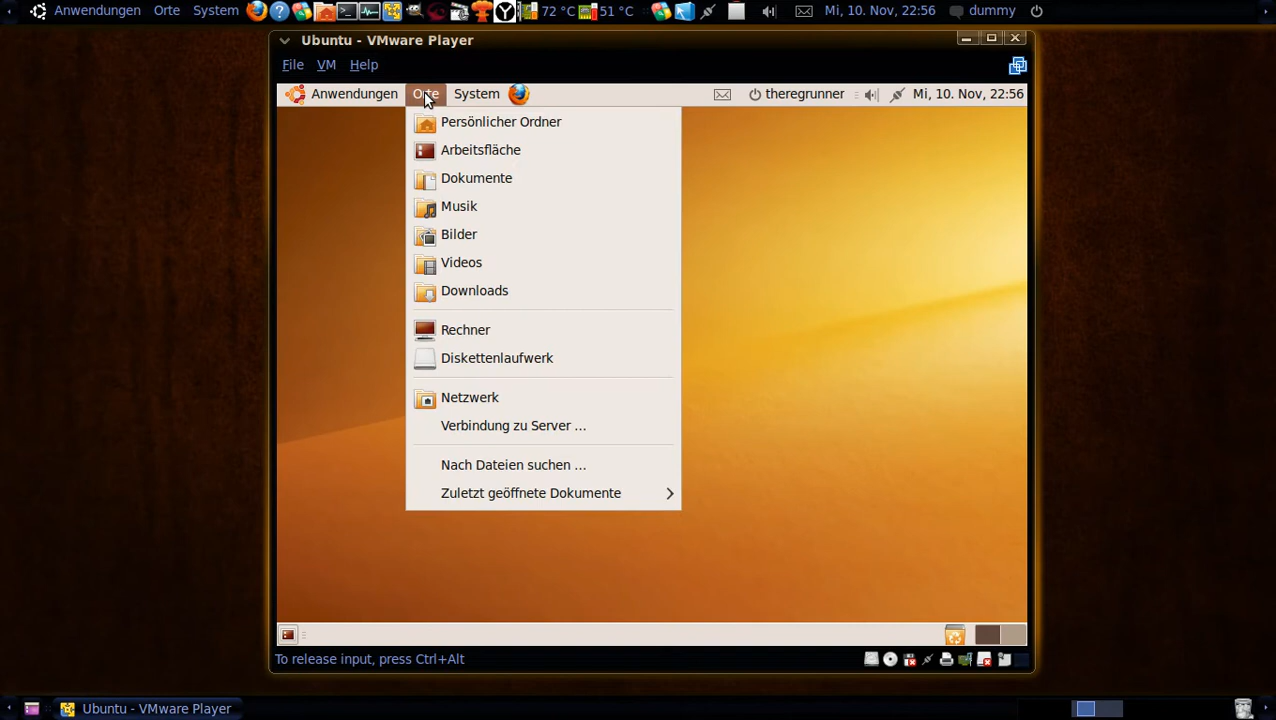 Anwendungen Orte System 72 °C 51 °C Mi, 10. Nov, 22:56 dummy
Ubuntu - VMware Player
File VM Help
Anwendungen Orte System theregrunner Mi, 10. Nov, 22:56
Persönlicher Ordner
Arbeitsfläche
Dokumente
Musik
Bilder
Videos
Downloads
Rechner
Diskettenlaufwerk
Netzwerk
Verbindung zu Server ...
Nach Dateien suchen ...
Zuletzt geöffnete Dokumente
To release input, press Ctrl+Alt
Ubuntu - VMware Player